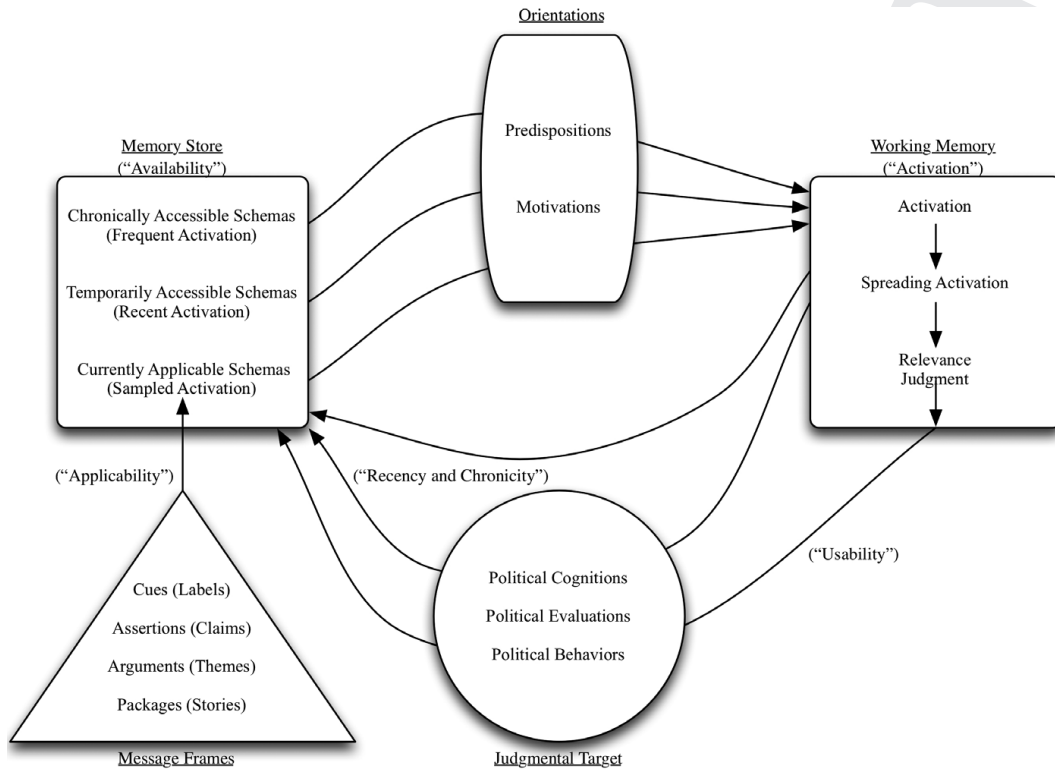 Orientations
Predispositions
Motivations
Memory Store
(“Availability”)
Chronically Accessible Schemas
(Frequent Activation)
Temporarily Accessible Schemas
(Recent Activation)
Currently Applicable Schemas
(Sampled Activation)
Working Memory
(“Activation”)
Activation
Spreading Activation
Relevance
Judgment
(“Applicability”)
(“Recency and Chronicity”)
(“Usability”)
Cues (Labels)
Assertions (Claims)
Arguments (Themes)
Packages (Stories)
Message Frames
Political Cognitions
Political Evaluations
Political Behaviors
Judgmental Target